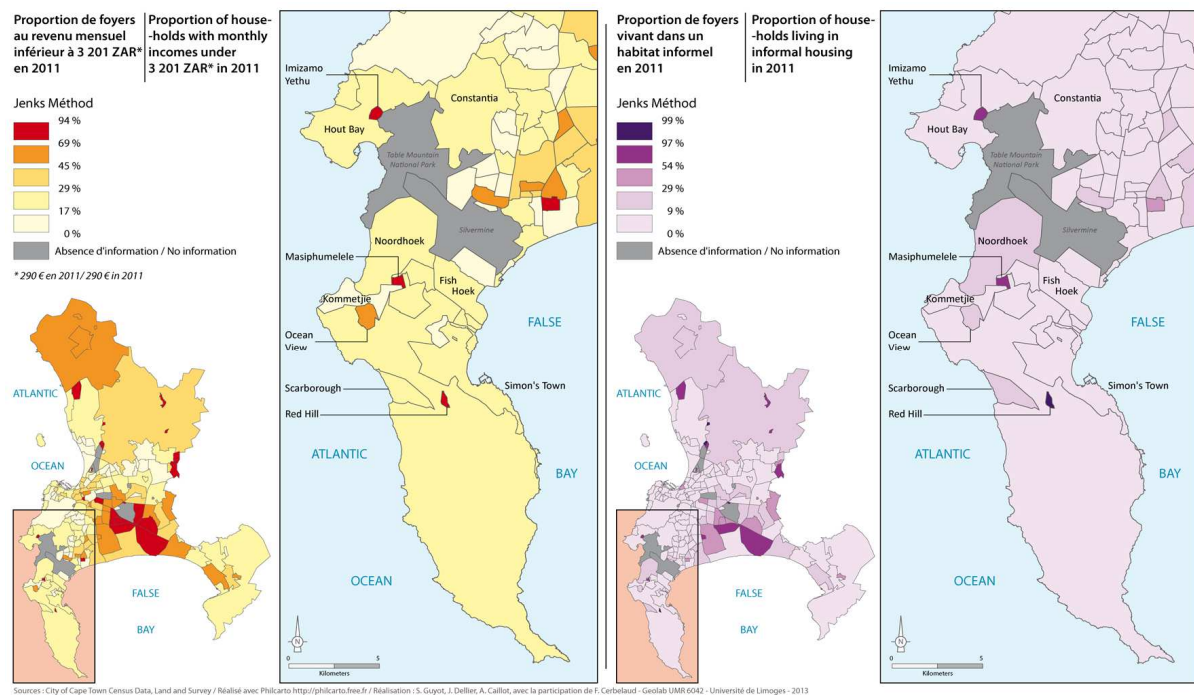 Proportion de foyers
au revenu mensuel
inférieur à 3 201 ZAR*
en 2011
Proportion of house-
-holds with monthly
incomes under
3 201 ZAR* in 2011
Jenks Méthod
94 %
69 %
45 %
29 %
17 %
0 %
Absence d'information / No information
* 290 € en 2011/ 290 € in 2011
ATLANTIC
OCEAN
FALSE
BAY
Imizamo
Yethu
Constantia
Hout Bay
Table Mountain
National Park
Silvermine
Noordhoek
Masiphumelele
Fish
Hoek
Kommetjie
FALSE
Ocean
View
Scarborough
Simon's Town
Red Hill
ATLANTIC
BAY
OCEAN
N
0
5
Kilometers
Proportion de foyers
vivant dans un
habitat informel
en 2011
Proportion of house-
-holds living in
informal housing
in 2011
Jenks Méthod
99 %
97 %
54 %
29 %
9 %
0 %
Absence d'information / No information
ATLANTIC
OCEAN
FALSE
BAY
Imizamo
Yethu
Constantia
Hout Bay
Table Mountain
National Park
Silvermine
Noordhoek
Masiphumelele
Fish
Hoek
Kommetjie
FALSE
Ocean
View
Scarborough
Simon's Town
Red Hill
ATLANTIC
BAY
OCEAN
N
0
5
Kilometers
Sources : City of Cape Town Census Data, Land and Survey / Réalisé avec Philcarto http://philcarto.free.fr / Réalisation : S. Guyot, J. Dellier, A. Caillot, avec la participation de F. Cerbelaud - Geolab UMR 6042 - Université de Limoges - 2013